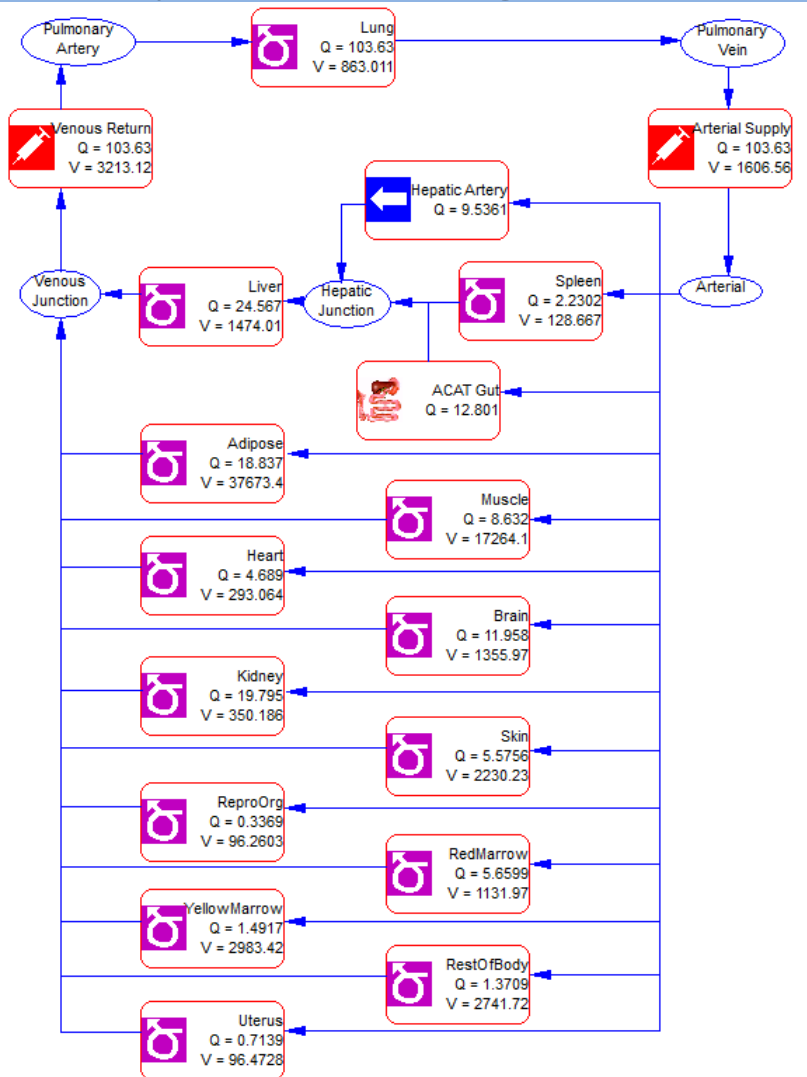 Pulmonary
Artery
Lung
Q = 103.63
V = 863.011
Pulmonary
Vein
Venous Return
Q = 103.63
V = 3213.12
Arterial Supply
Q = 103.63
V = 1606.56
Hepatic Artery
Q = 9.5361
Venous
Junction
Liver
Q = 24.567
V = 1474.01
Hepatic
Junction
Spleen
Q = 2.2302
V = 128.667
Arterial
ACAT Gut
Q = 12.801
Adipose
Q = 18.837
V = 37673.4
Muscle
Q = 8.632
V = 17264.1
Heart
Q = 4.689
V = 293.064
Brain
Q = 11.958
V = 1355.97
Kidney
Q = 19.795
V = 350.186
Skin
Q = 5.5756
V = 2230.23
ReproOrg
Q = 0.3369
V = 96.2603
RedMarrow
Q = 5.6599
V = 1131.97
YellowMarrow
Q = 1.4917
V = 2983.42
RestOfBody
Q = 1.3709
V = 2741.72
Uterus
Q = 0.7139
V = 96.4728